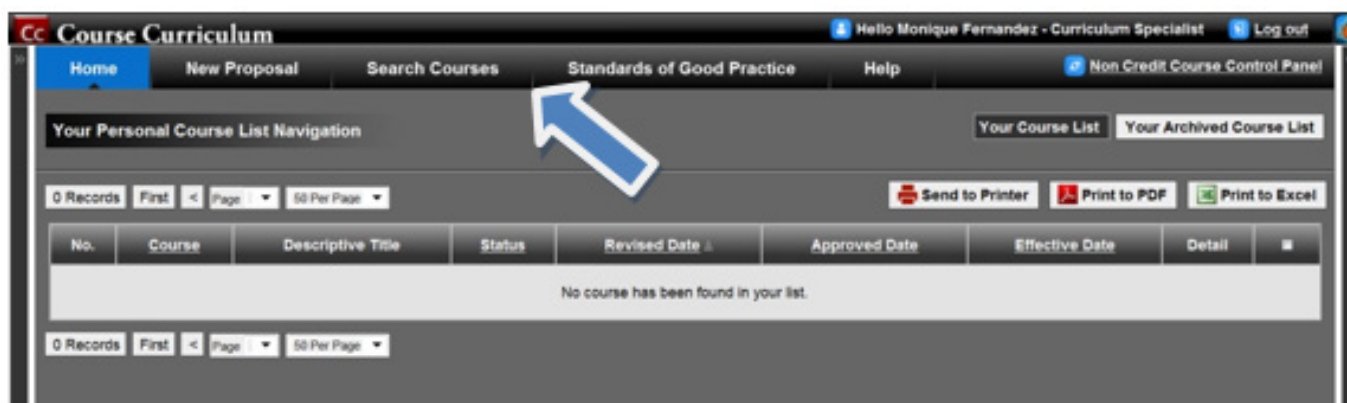 Cc Course Curriculum Hello Monique Fernandez - Curriculum Specialist Log out
Home New Proposal Search Courses Standards of Good Practice Help Non Credit Course Control Panel
Your Personal Course List Navigation Your Course List Your Archived Course List
0 Records First < Page 50 Per Page Send to Printer Print to PDF Print to Excel
No. Course Descriptive Title Status Revised Date Approved Date Effective Date Detail
No course has been found in your list.
0 Records First < Page 50 Per Page